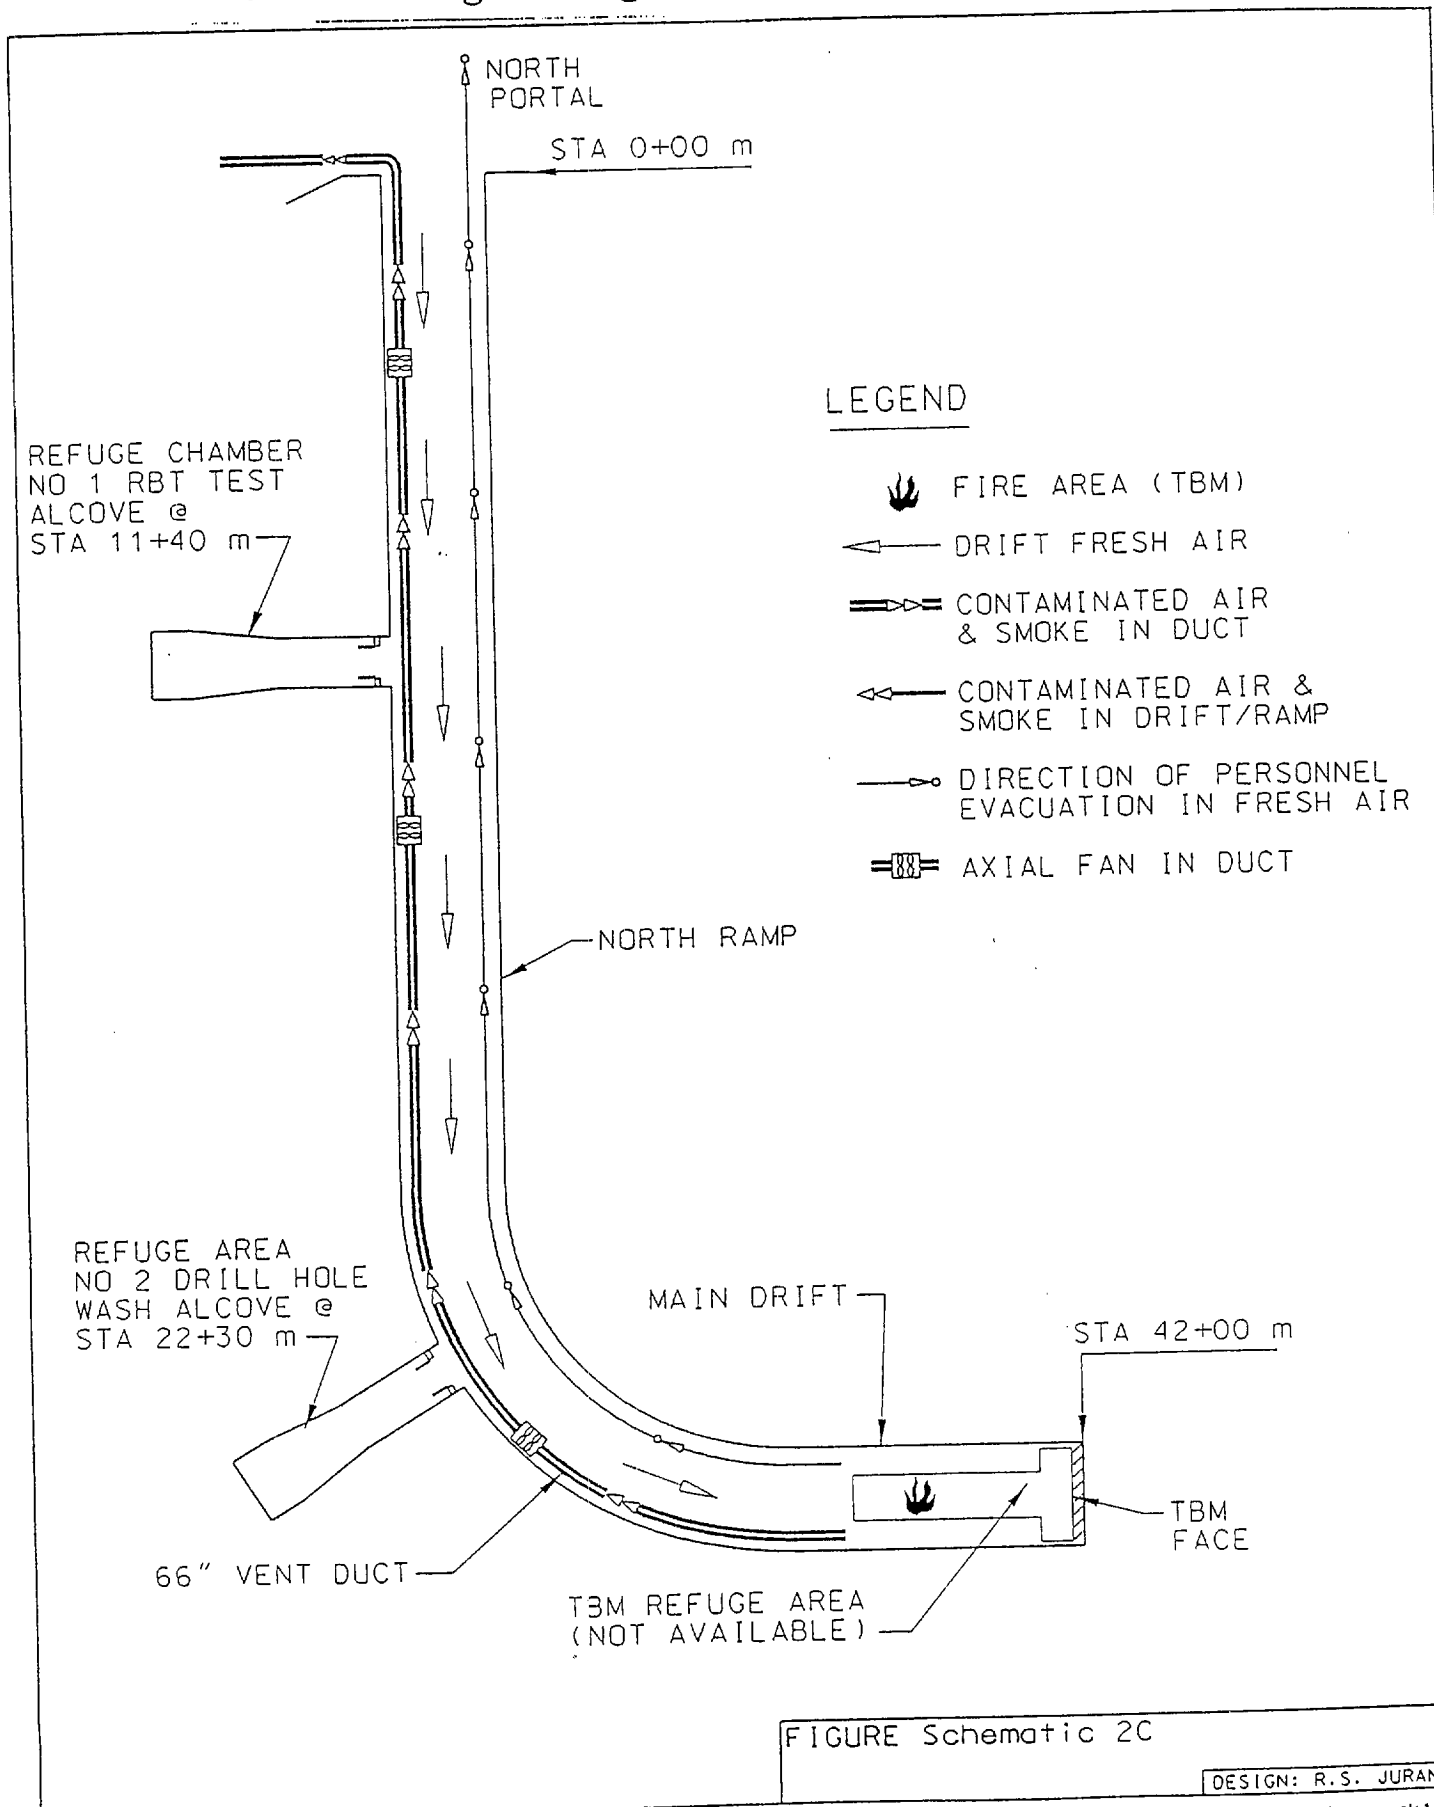 NORTH
PORTAL
STA 0+00 m
LEGEND
FIRE AREA (TBM)
DRIFT FRESH AIR
CONTAMINATED AIR
& SMOKE IN DUCT
CONTAMINATED AIR &
SMOKE IN DRIFT/RAMP
DIRECTION OF PERSONNEL
EVACUATION IN FRESH AIR
AXIAL FAN IN DUCT
REFUGE CHAMBER
NO 1 RBT TEST
ALCOVE @
STA 11+40 m
NORTH RAMP
REFUGE AREA
NO 2 DRILL HOLE
WASH ALCOVE @
STA 22+30 m
MAIN DRIFT
STA 42+00 m
TBM
FACE
66" VENT DUCT
TBM REFUGE AREA
(NOT AVAILABLE)
FIGURE Schematic 2C
DESIGN: R.S. JURAN